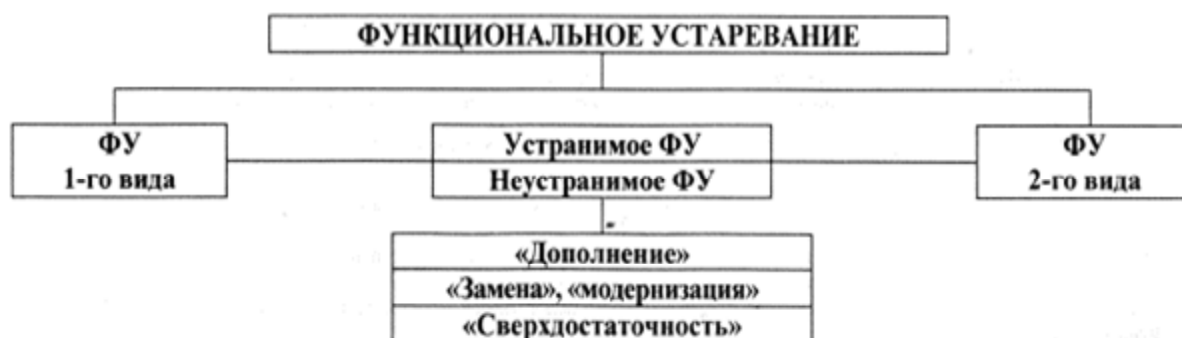 ФУНКЦИОНАЛЬНОЕ УСТАРЕВАНИЕ
ФУ
1-го вида
Устранимое ФУ
Неустранимое ФУ
ФУ
2-го вида
«Дополнение»
«Замена», «модернизация»
«Сверхдостаточность»